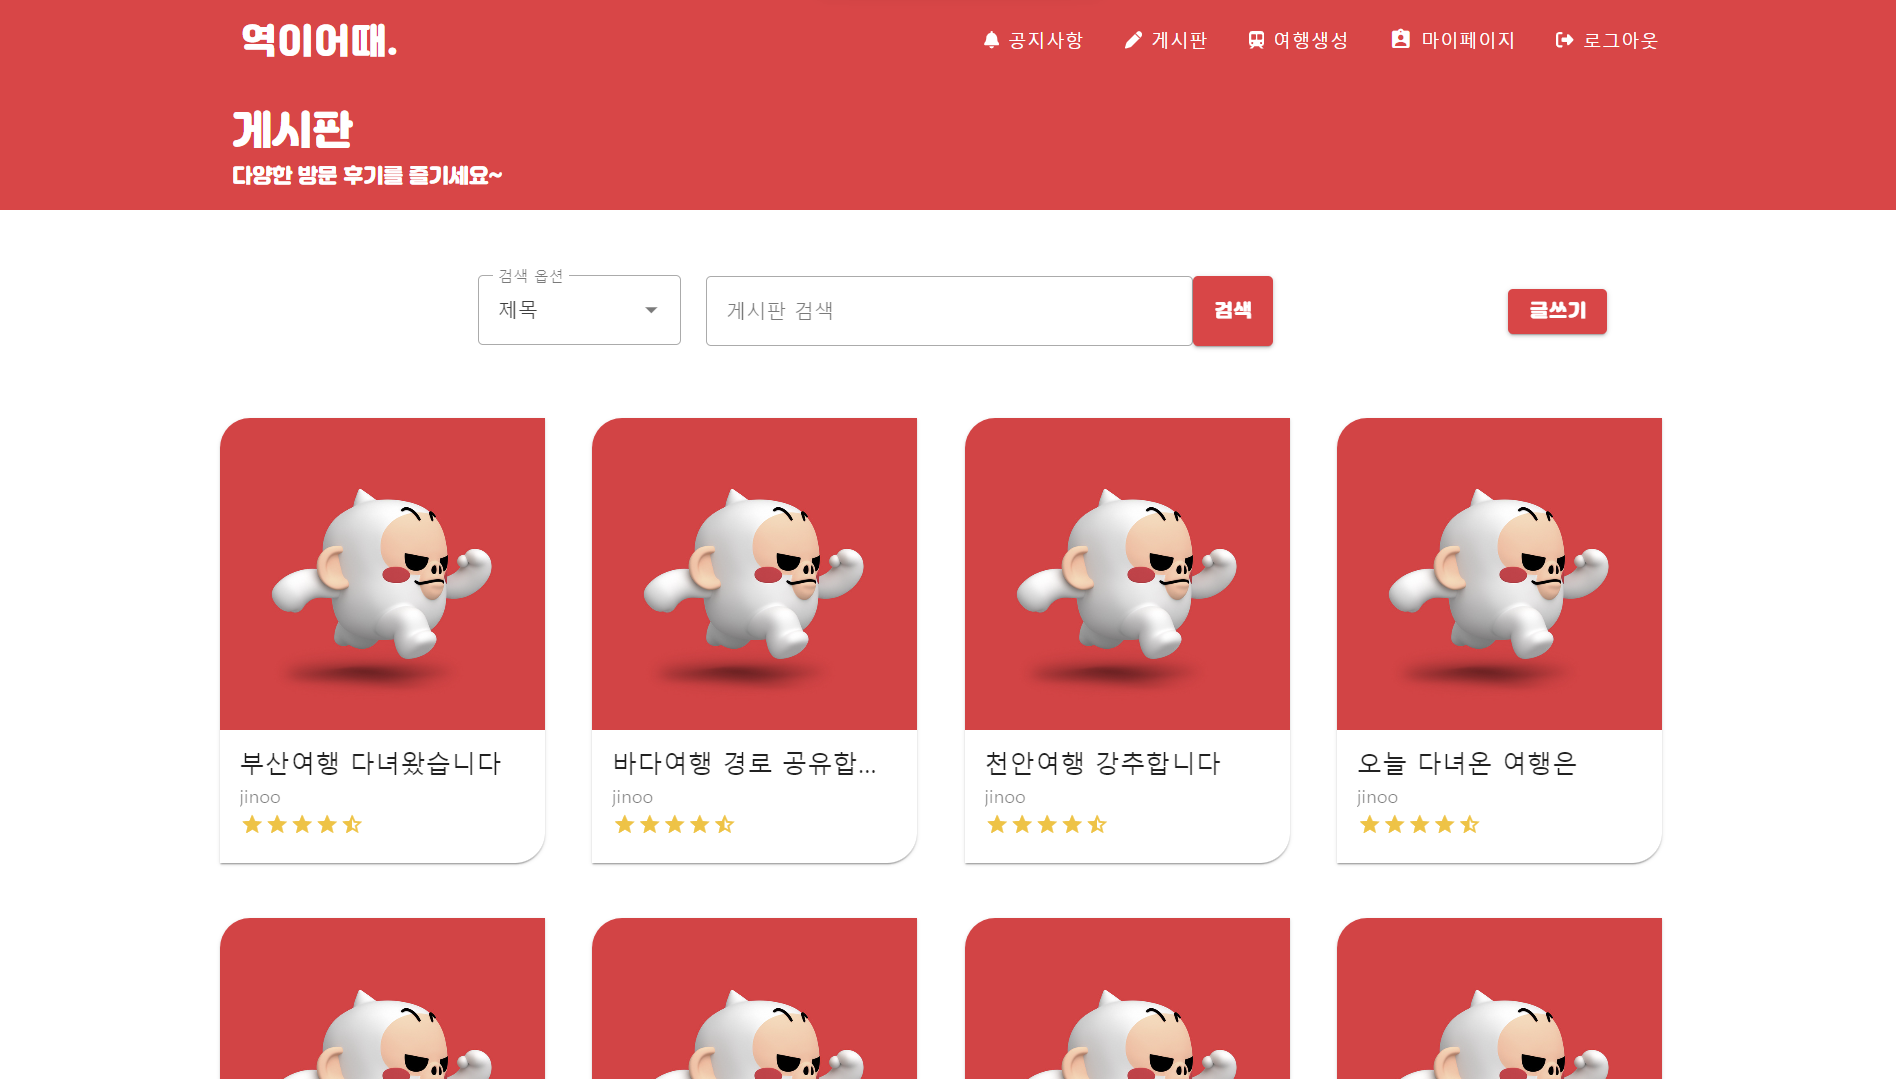 역이어때.
공지사항 게시판 여행생성 마이페이지 로그아웃
게시판
다양한 방문 후기를 즐기세요~
검색 옵션
제목
게시판 검색
검색
글쓰기
부산여행 다녀왔습니다
jinoo
바다여행 경로 공유합...
jinoo
천안여행 강추합니다
jinoo
오늘 다녀온 여행은
jinoo